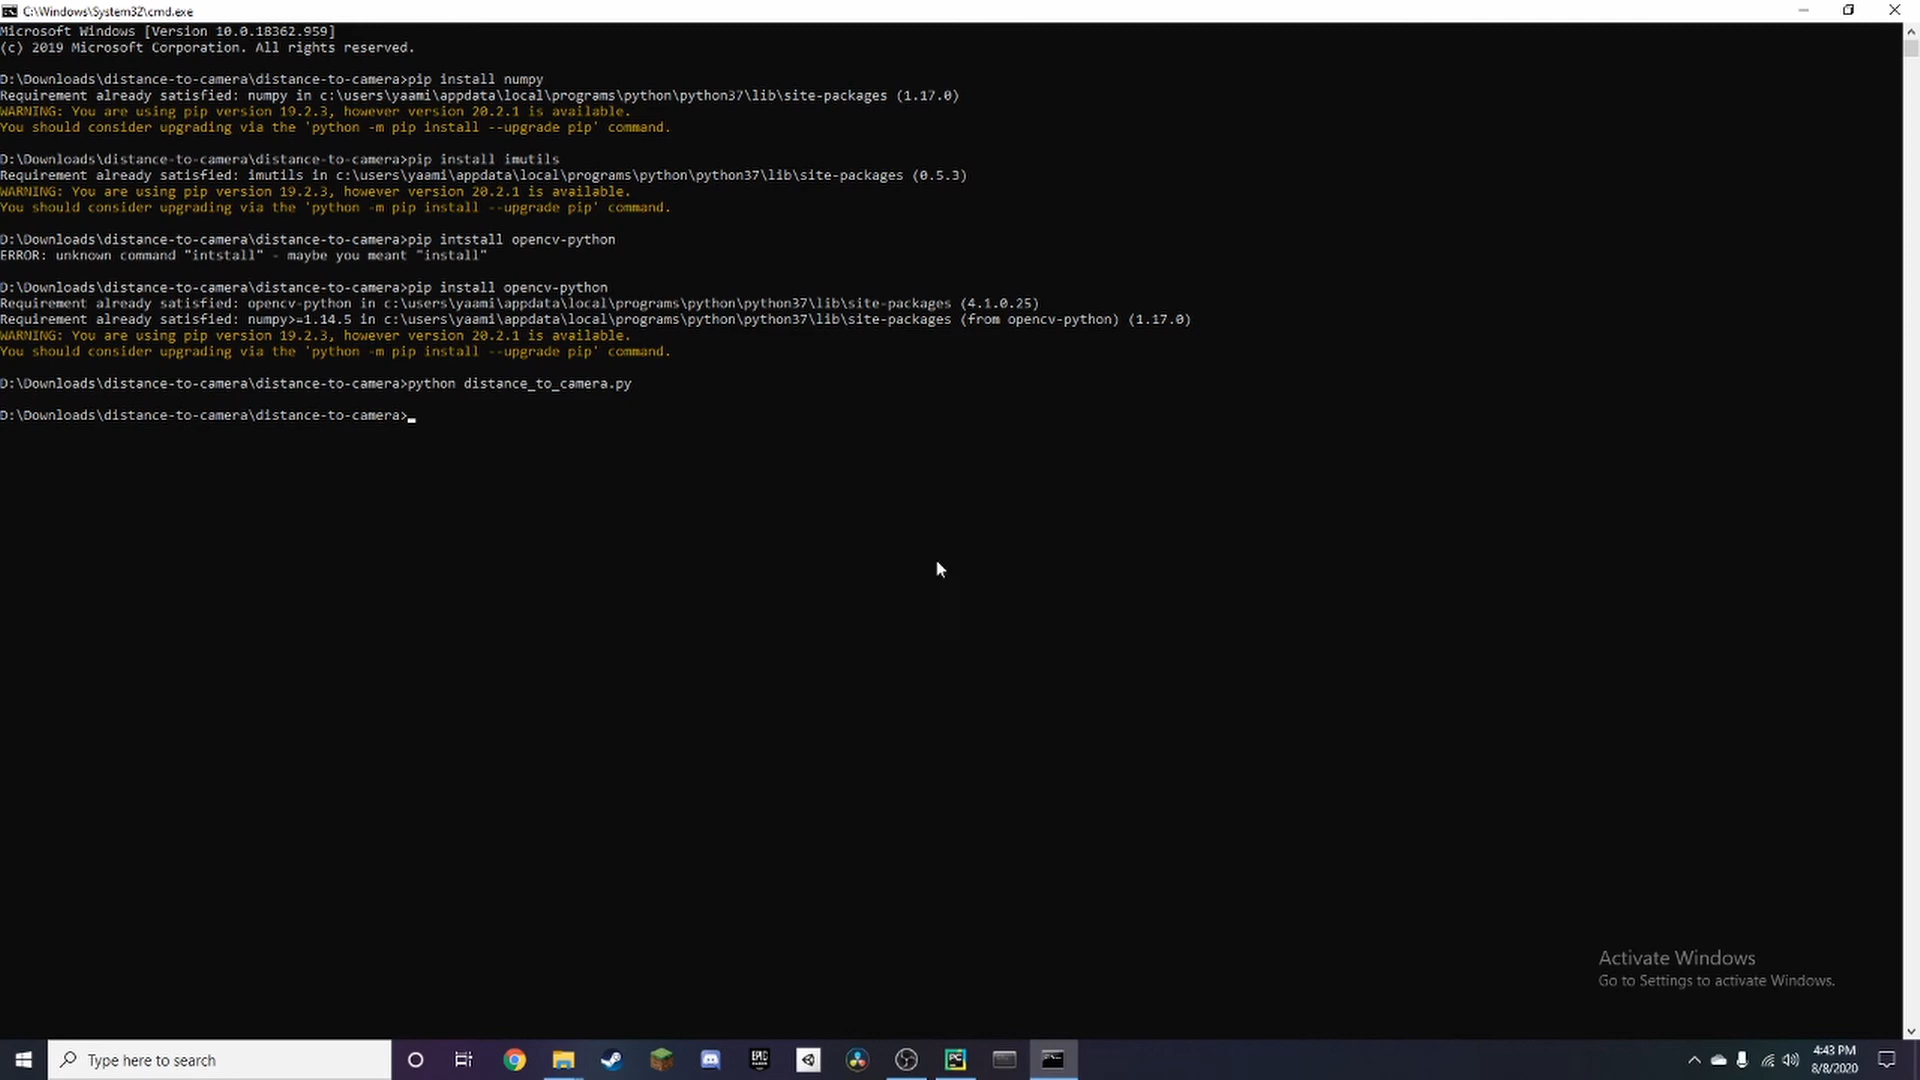 C:\Windows\System32\cmd.exe
Microsoft Windows [Version 10.0.18362.959]
(c) 2019 Microsoft Corporation. All rights reserved.
D:\Downloads\distance-to-camera\distance-to-camera>pip install numpy
Requirement already satisfied: numpy in c:\users\yaami\appdata\local\programs\python\python37\lib\site-packages (1.17.0)
WARNING: You are using pip version 19.2.3, however version 20.2.1 is available.
You should consider upgrading via the 'python -m pip install --upgrade pip' command.
D:\Downloads\distance-to-camera\distance-to-camera>pip install imutils
Requirement already satisfied: imutils in c:\users\yaami\appdata\local\programs\python\python37\lib\site-packages (0.5.3)
WARNING: You are using pip version 19.2.3, however version 20.2.1 is available.
You should consider upgrading via the 'python -m pip install --upgrade pip' command.
D:\Downloads\distance-to-camera\distance-to-camera>pip intstall opencv-python
ERROR: unknown command "intstall" - maybe you meant "install"
D:\Downloads\distance-to-camera\distance-to-camera>pip install opencv-python
Requirement already satisfied: opencv-python in c:\users\yaami\appdata\local\programs\python\python37\lib\site-packages (4.1.0.25)
Requirement already satisfied: numpy>=1.14.5 in c:\users\yaami\appdata\local\programs\python\python37\lib\site-packages (from opencv-python) (1.17.0)
WARNING: You are using pip version 19.2.3, however version 20.2.1 is available.
You should consider upgrading via the 'python -m pip install --upgrade pip' command.
D:\Downloads\distance-to-camera\distance-to-camera>python distance_to_camera.py
D:\Downloads\distance-to-camera\distance-to-camera>
Activate Windows
Go to Settings to activate Windows.
Type here to search
EPIC
PC
4:43 PM
8/8/2020